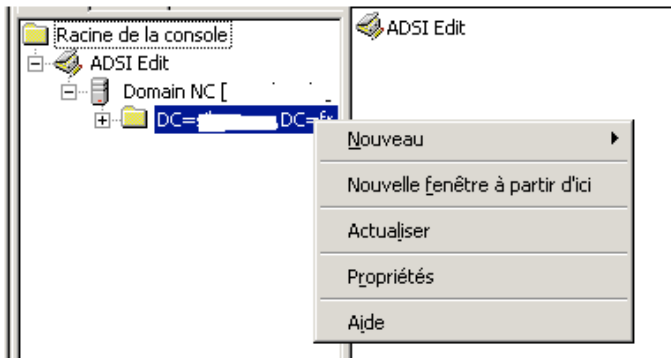 Racine de la console
ADSI Edit
ADSI Edit
Domain NC [
DC= DC=fr
Nouveau
Nouvelle fenêtre à partir d'ici
Actualiser
Propriétés
Aide